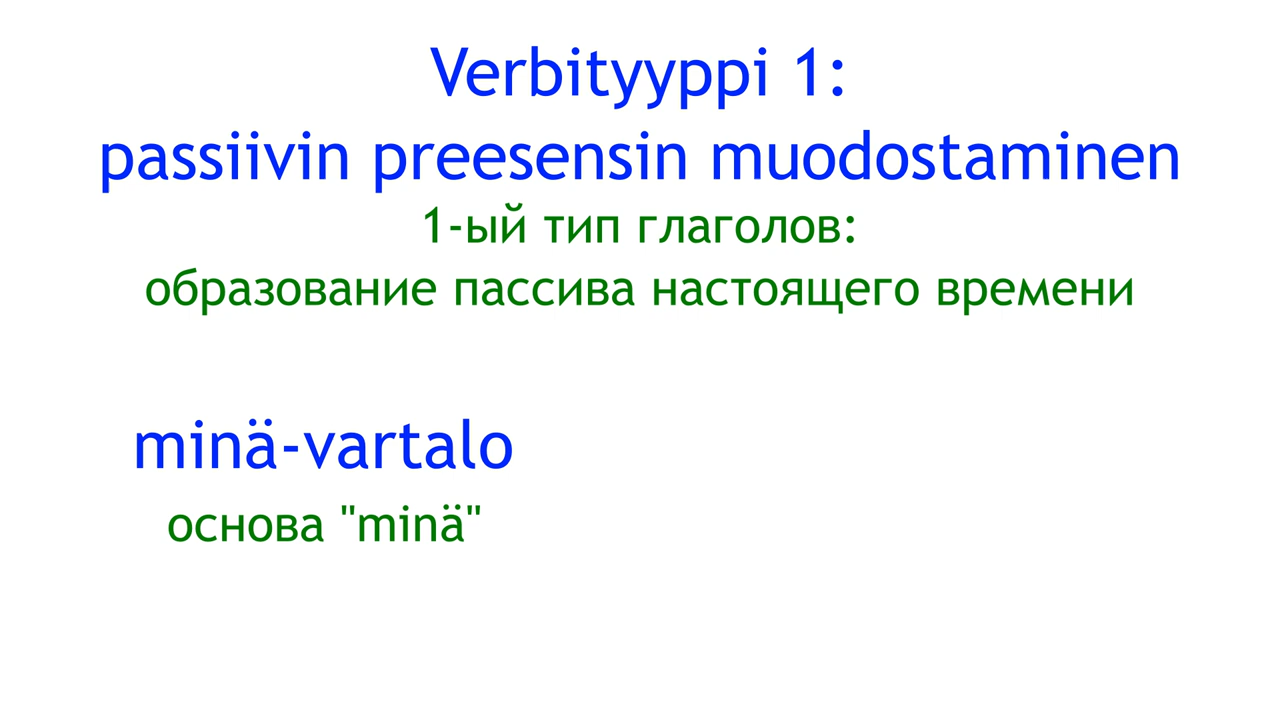 Verbityyppi 1:
passiivin preesensin muodostaminen
1-ый тип глаголов:
образование пассива настоящего времени
minä-vartalo
основа "minä"